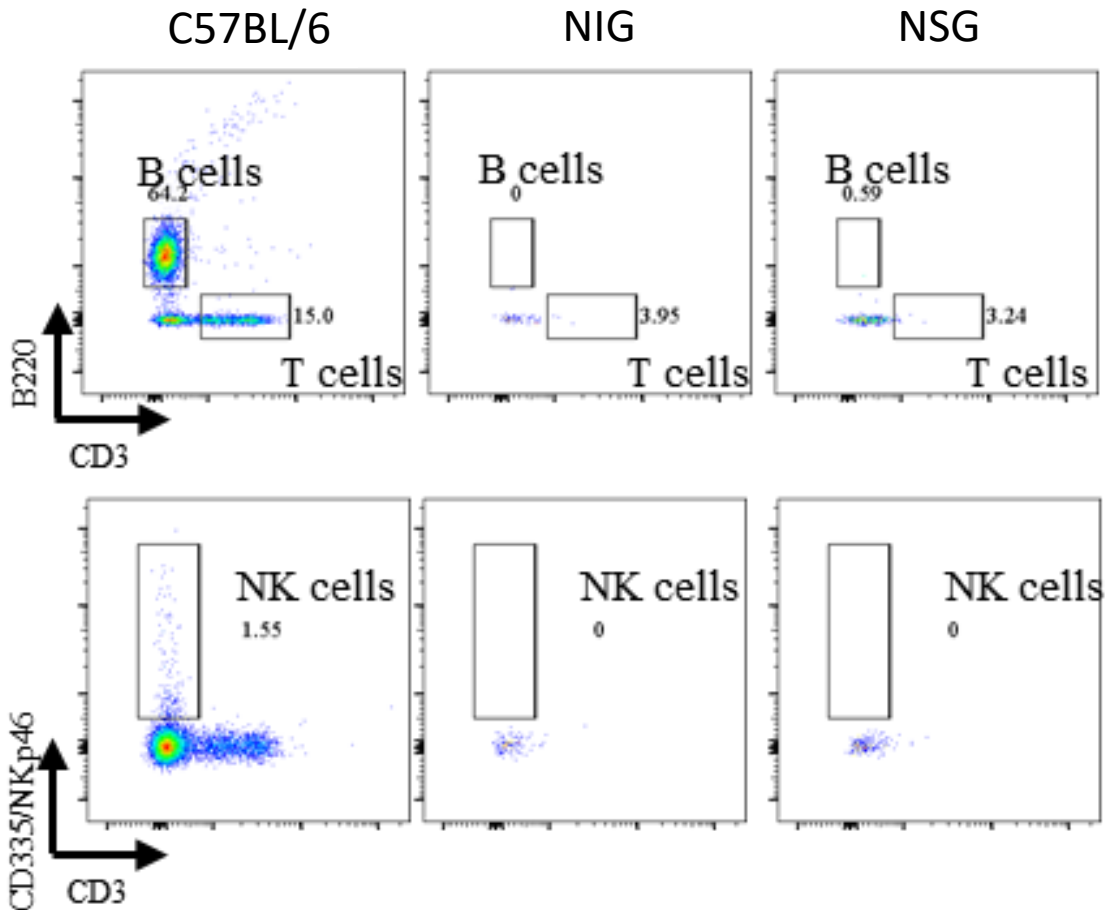 C57BL/6 NIG NSG
B cells B cells B cells
64.2 0 0.59
15.0 3.95 3.24
T cells T cells T cells
B220
CD3
NK cells NK cells NK cells
1.55 0 0
CD335/NKp46
CD3